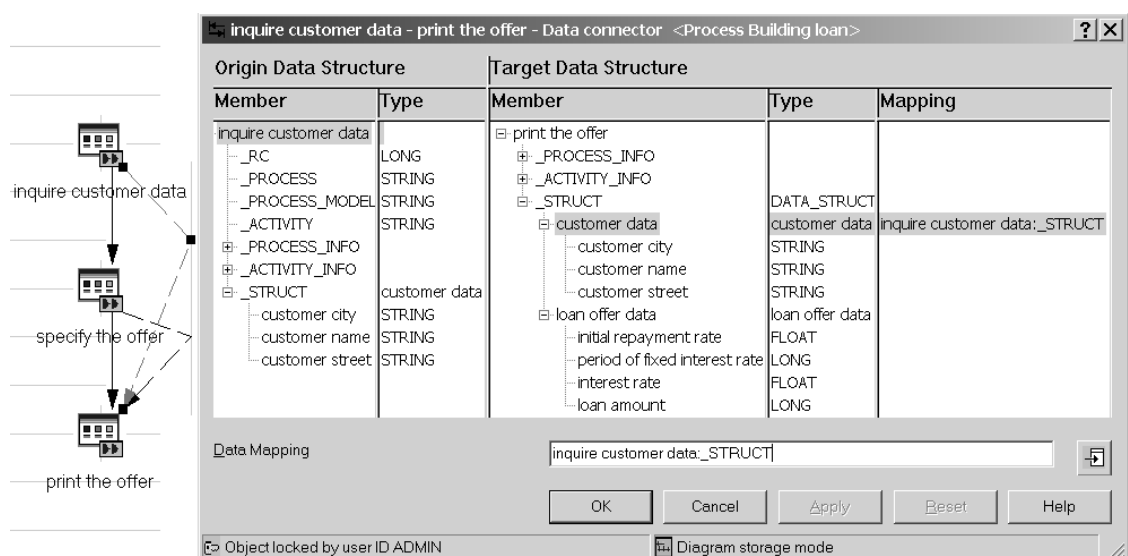 inquire customer data - print the offer - Data connector <Process Building loan>
Origin Data Structure Target Data Structure
Member Type Member Type Mapping
inquire customer data print the offer
_RC LONG _PROCESS_INFO
_PROCESS STRING _ACTIVITY_INFO
_PROCESS_MODEL STRING _STRUCT DATA_STRUCT
_ACTIVITY STRING customer data customer data inquire customer data:_STRUCT
_PROCESS_INFO customer city STRING
_ACTIVITY_INFO customer name STRING
_STRUCT customer data customer street STRING
customer city STRING loan offer data loan offer data
customer name STRING initial repayment rate FLOAT
customer street STRING period of fixed interest rate LONG
interest rate FLOAT
loan amount LONG
Data Mapping inquire customer data:_STRUCT
OK Cancel Apply Reset Help
Object locked by user ID ADMIN Diagram storage mode
inquire customer data
specify the offer
print the offer